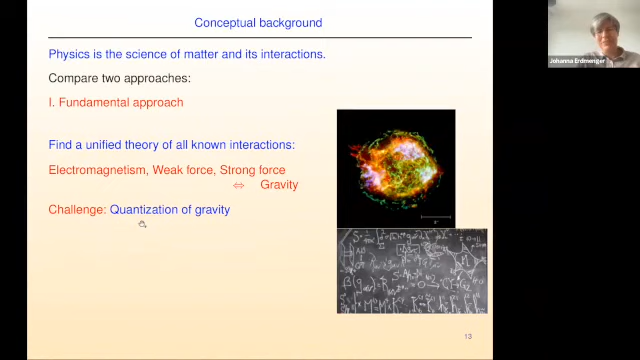 Conceptual background
Physics is the science of matter and its interactions.
Compare two approaches:
I. Fundamental approach
Find a unified theory of all known interactions:
Electromagnetism, Weak force, Strong force
⇔ Gravity
Challenge: Quantization of gravity
13
Johanna Erdmenger